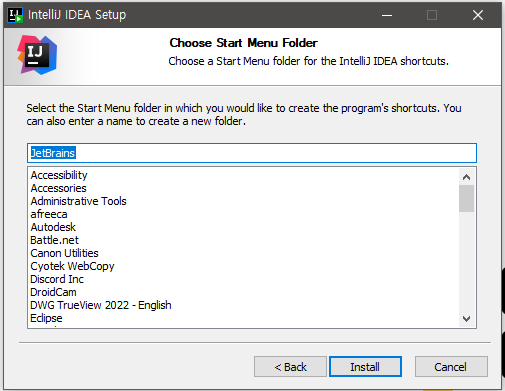 IntelliJ IDEA Setup
IJ
Choose Start Menu Folder
Choose a Start Menu folder for the IntelliJ IDEA shortcuts.
Select the Start Menu folder in which you would like to create the program's shortcuts. You
can also enter a name to create a new folder.
JetBrains
Accessibility
Accessories
Administrative Tools
afreeca
Autodesk
Battle.net
Canon Utilities
Cyotek WebCopy
Discord Inc
DroidCam
DWG TrueView 2022 - English
Eclipse
< Back
Install
Cancel